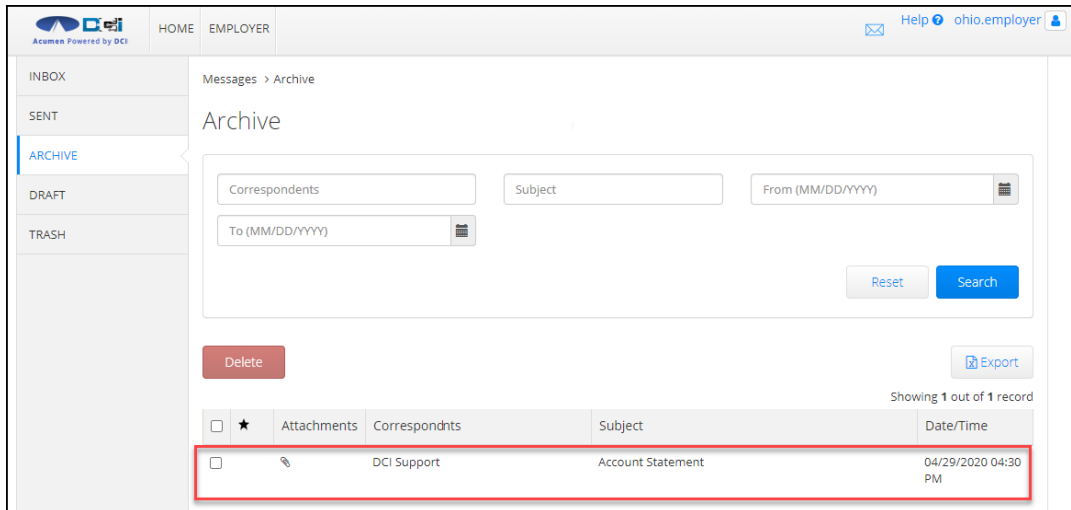 DCI
Acumen Powered by DCI
HOME EMPLOYER
Help ohio.employer
INBOX
SENT
ARCHIVE
DRAFT
TRASH
Messages > Archive
Archive
Correspondents Subject From (MM/DD/YYYY)
To (MM/DD/YYYY)
Reset Search
Delete Export
Showing 1 out of 1 record
Attachments Correspondnts Subject Date/Time
DCI Support Account Statement 04/29/2020 04:30
PM